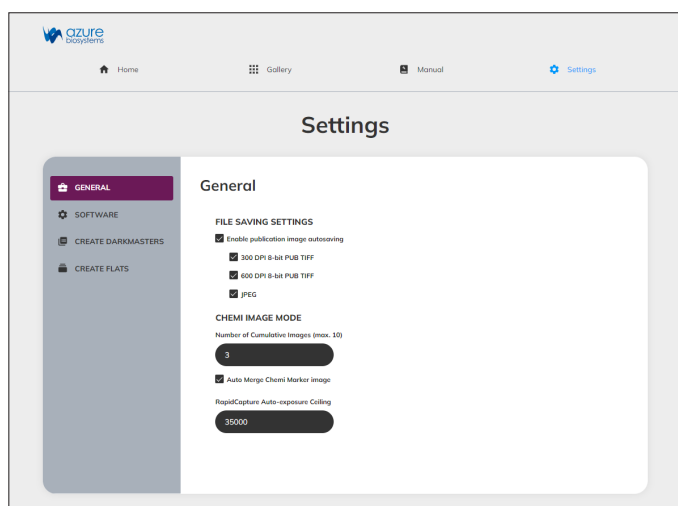 azure
biosystems
Home Gallery Manual Settings
Settings
GENERAL
SOFTWARE
CREATE DARKMASTERS
CREATE FLATS
General
FILE SAVING SETTINGS
Enable publication image autosaving
300 DPI 8-bit PUB TIFF
600 DPI 8-bit PUB TIFF
JPEG
CHEMI IMAGE MODE
Number of Cumulative Images (max. 10)
3
Auto Merge Chemi Marker image
RapidCapture Auto-exposure Ceiling
35000